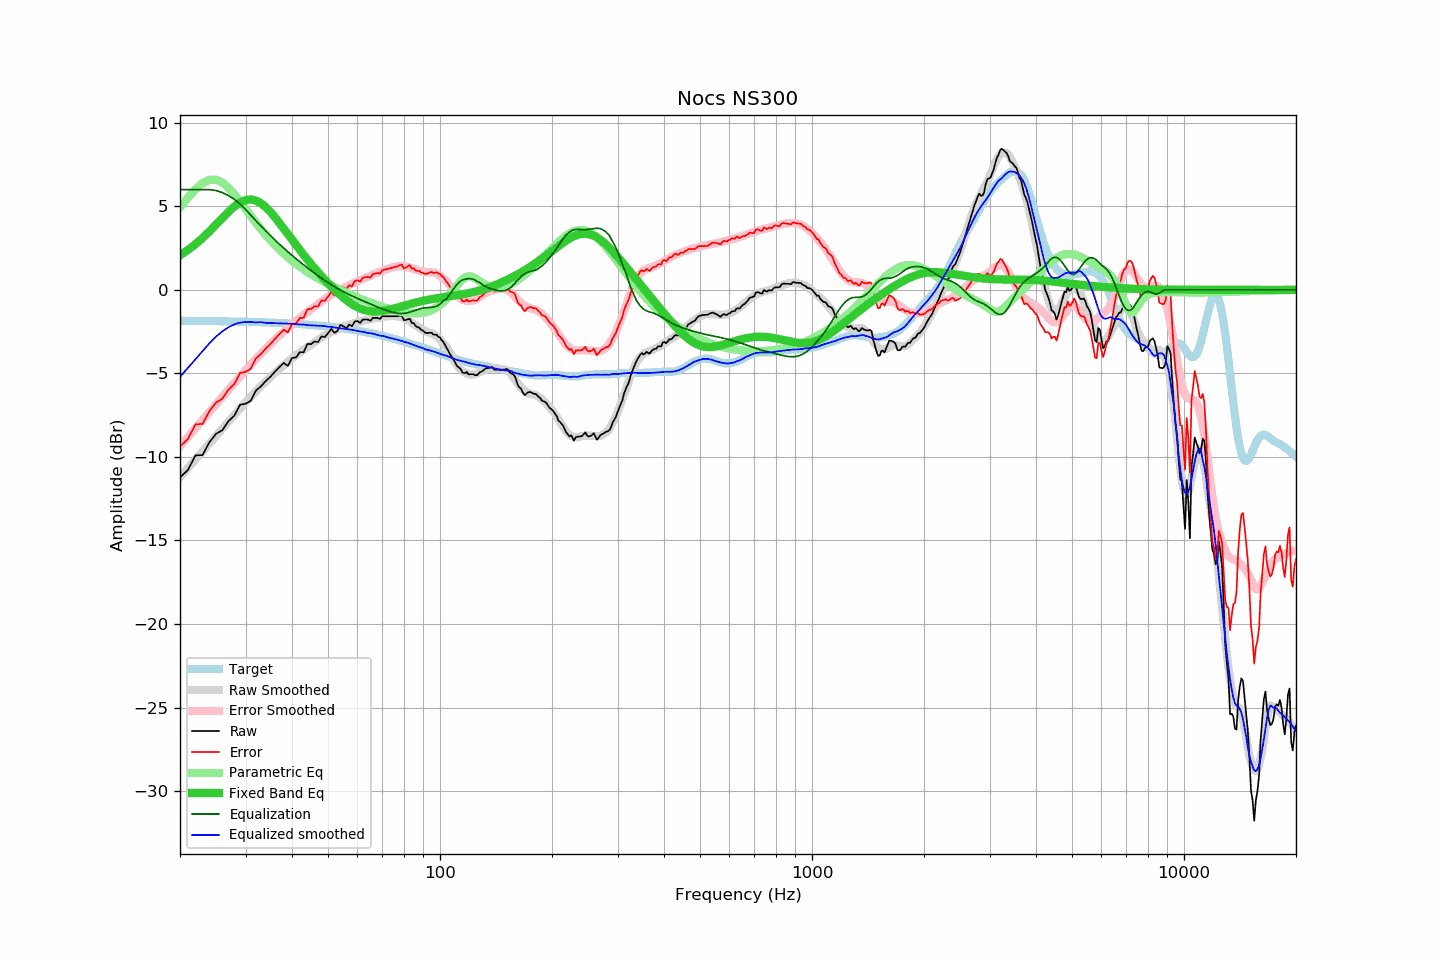 Nocs NS300
10
5
0
−5
−10
−15
−20
−25
−30
Amplitude (dBr)
Target
Raw Smoothed
Error Smoothed
Raw
Error
Parametric Eq
Fixed Band Eq
Equalization
Equalized smoothed
100
1000
10000
Frequency (Hz)